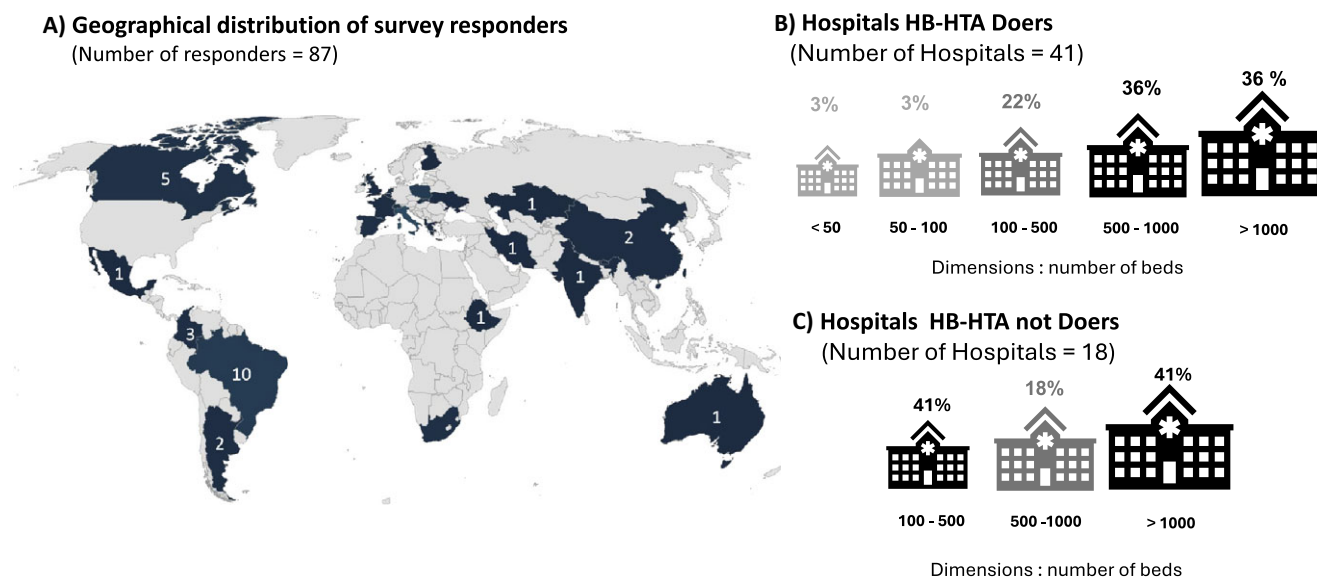 A) Geographical distribution of survey responders
(Number of responders = 87)
5
1
3
10
2
1
1
2
1
1
1
B) Hospitals HB-HTA Doers
(Number of Hospitals = 41)
3%
3%
22%
36%
36 %
< 50
50 - 100
100 - 500
500 - 1000
> 1000
Dimensions : number of beds
C) Hospitals  HB-HTA not Doers
(Number of Hospitals = 18)
41%
18%
41%
100 - 500
500 -1000
> 1000
Dimensions : number of beds